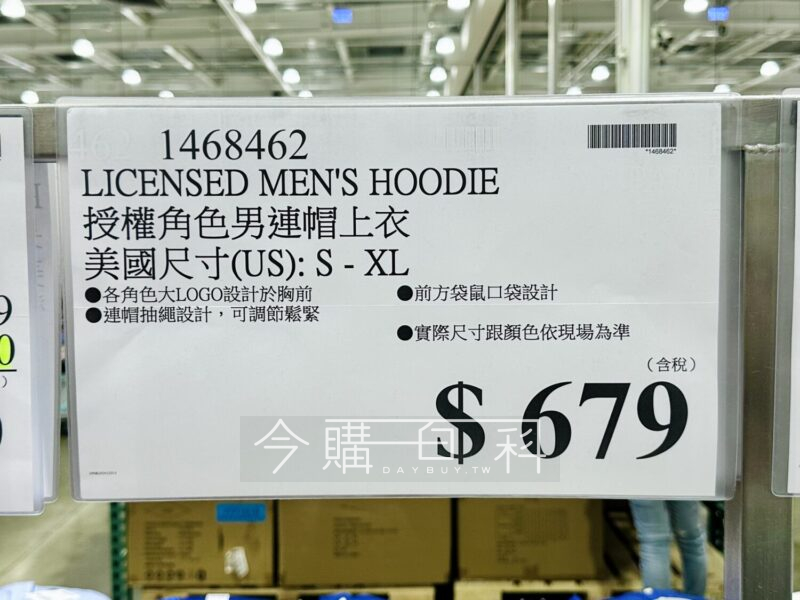 1468462
*1468462*
LICENSED MEN'S HOODIE
授權角色男連帽上衣
美國尺寸(US): S - XL
●各角色大LOGO設計於胸前
●前方袋鼠口袋設計
●連帽抽繩設計，可調節鬆緊
●實際尺寸跟顏色依現場為準
（含稅）
$ 679
今購百科
DAYBUY.TW
9
0
)